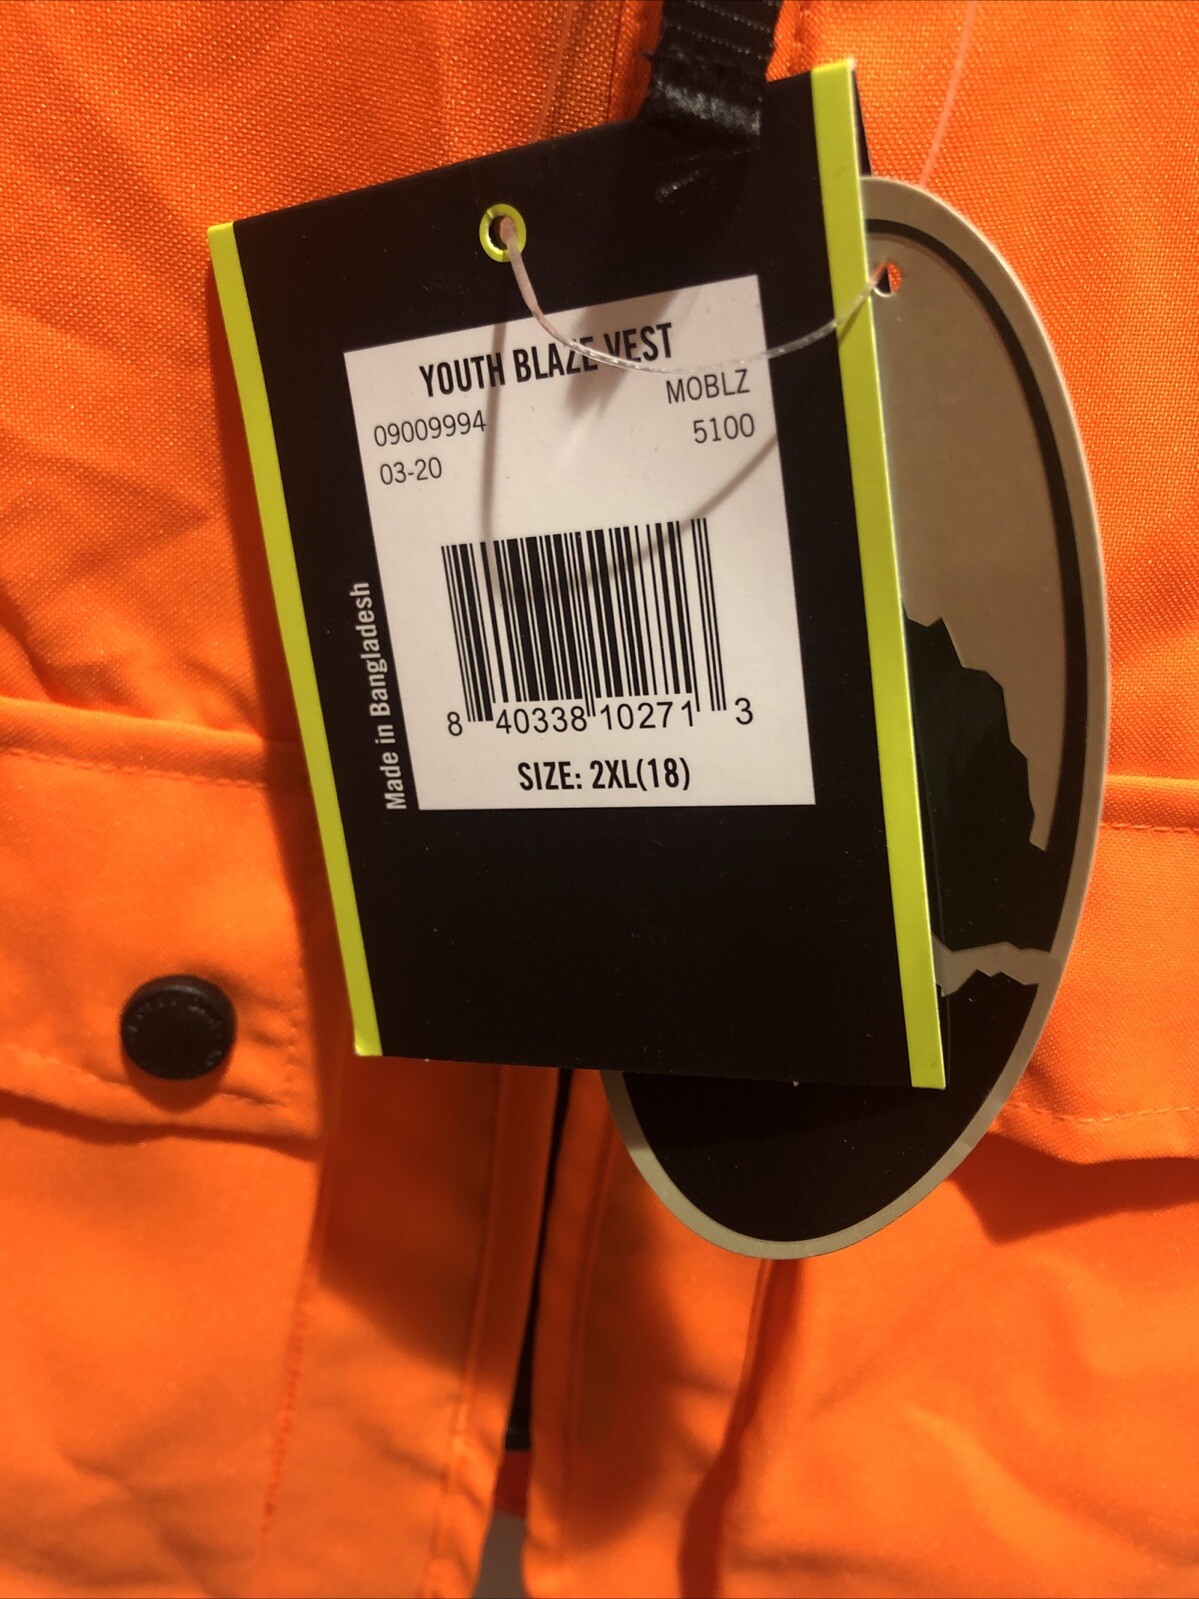 YOUTH BLAZE VEST
09009994 MOBLZ
03-20 5100
Made in Bangladesh
8 40338 10271 3
SIZE: 2XL(18)